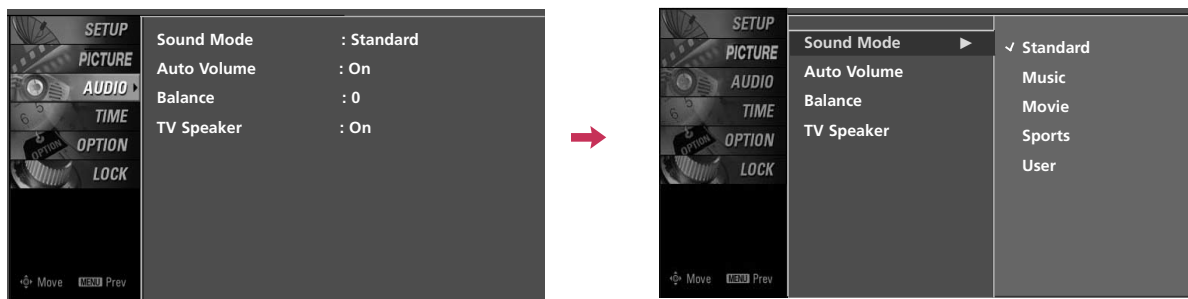 SETUP
PICTURE
AUDIO
TIME
OPTION
LOCK
Sound Mode : Standard
Auto Volume : On
Balance : 0
TV Speaker : On
Move MENU Prev
SETUP
PICTURE
AUDIO
TIME
OPTION
LOCK
Sound Mode ▶
Auto Volume
Balance
TV Speaker
✓ Standard
Music
Movie
Sports
User
Move MENU Prev